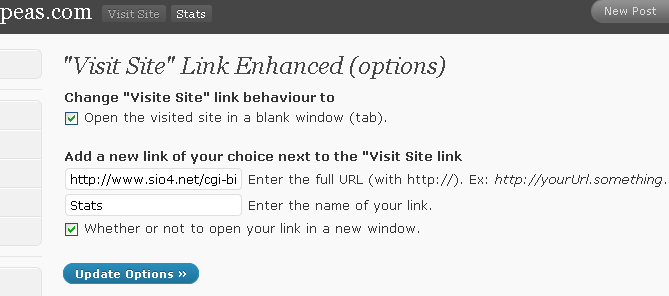 peas.com Visit Site Stats New Post
"Visit Site" Link Enhanced (options)
Change "Visite Site" link behaviour to
Open the visited site in a blank window (tab).
Add a new link of your choice next to the "Visit Site link
http://www.sio4.net/cgi-bi Enter the full URL (with http://). Ex: http://yourUrl.something.
Stats Enter the name of your link.
Whether or not to open your link in a new window.
Update Options »